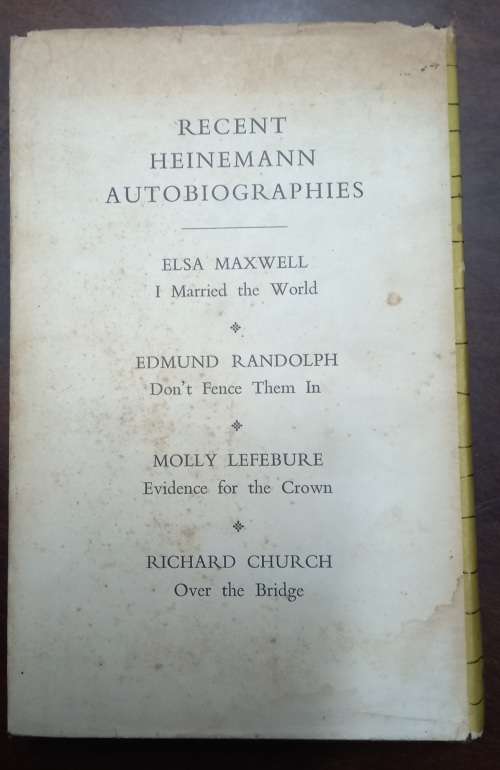 RECENT
HEINEMANN
AUTOBIOGRAPHIES
ELSA MAXWELL
I Married the World
EDMUND RANDOLPH
Don't Fence Them In
MOLLY LEFEBURE
Evidence for the Crown
RICHARD CHURCH
Over the Bridge